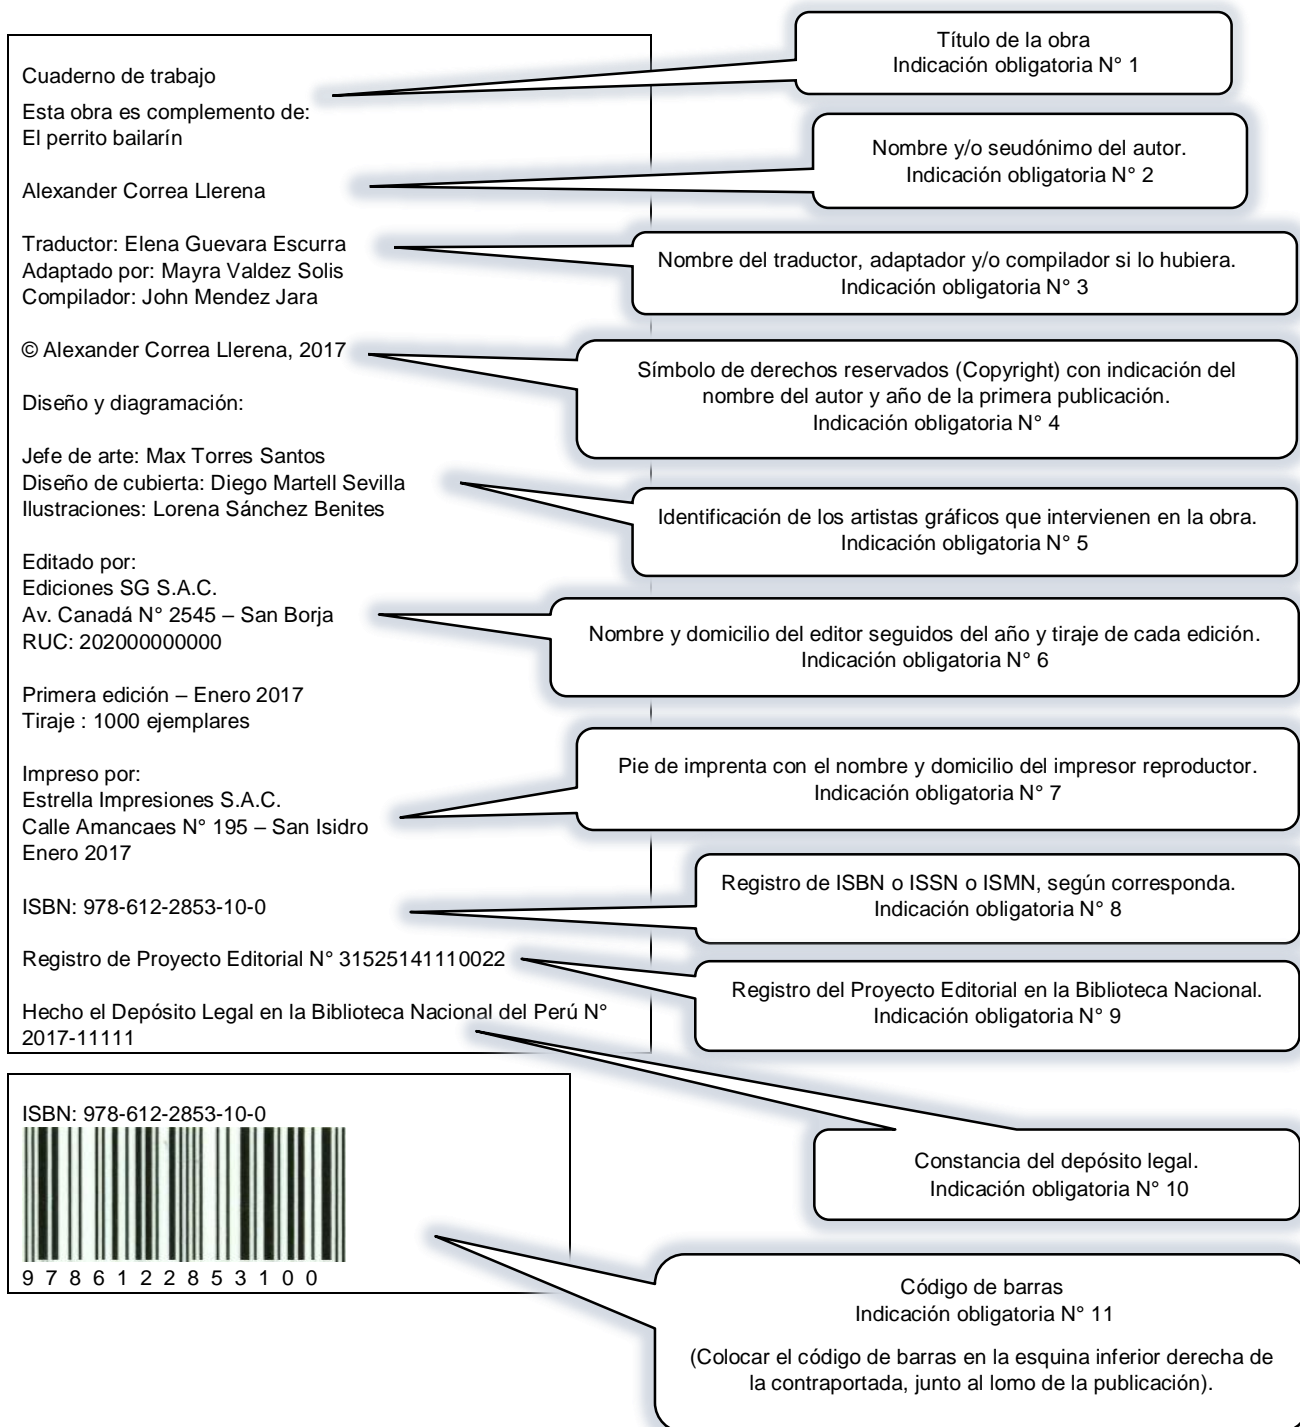 Cuaderno de trabajo
Esta obra es complemento de:
El perrito bailarín
Alexander Correa Llerena
Traductor: Elena Guevara Escurra
Adaptado por: Mayra Valdez Solis
Compilador: John Mendez Jara
© Alexander Correa Llerena, 2017
Diseño y diagramación:
Jefe de arte: Max Torres Santos
Diseño de cubierta: Diego Martell Sevilla
Ilustraciones: Lorena Sánchez Benites
Editado por:
Ediciones SG S.A.C.
Av. Canadá N° 2545 – San Borja
RUC: 202000000000
Primera edición – Enero 2017
Tiraje : 1000 ejemplares
Impreso por:
Estrella Impresiones S.A.C.
Calle Amancaes N° 195 – San Isidro
Enero 2017
ISBN: 978-612-2853-10-0
Registro de Proyecto Editorial N° 31525141110022
Hecho el Depósito Legal en la Biblioteca Nacional del Perú N°
2017-11111
Título de la obra
Indicación obligatoria N° 1
Nombre y/o seudónimo del autor.
Indicación obligatoria N° 2
Nombre del traductor, adaptador y/o compilador si lo hubiera.
Indicación obligatoria N° 3
Símbolo de derechos reservados (Copyright) con indicación del
nombre del autor y año de la primera publicación.
Indicación obligatoria N° 4
Identificación de los artistas gráficos que intervienen en la obra.
Indicación obligatoria N° 5
Nombre y domicilio del editor seguidos del año y tiraje de cada edición.
Indicación obligatoria N° 6
Pie de imprenta con el nombre y domicilio del impresor reproductor.
Indicación obligatoria N° 7
Registro de ISBN o ISSN o ISMN, según corresponda.
Indicación obligatoria N° 8
Registro del Proyecto Editorial en la Biblioteca Nacional.
Indicación obligatoria N° 9
Constancia del depósito legal.
Indicación obligatoria N° 10
ISBN: 978-612-2853-10-0
9 7 8 6 1 2 2 8 5 3 1 0 0
Código de barras
Indicación obligatoria N° 11
(Colocar el código de barras en la esquina inferior derecha de
la contraportada, junto al lomo de la publicación).